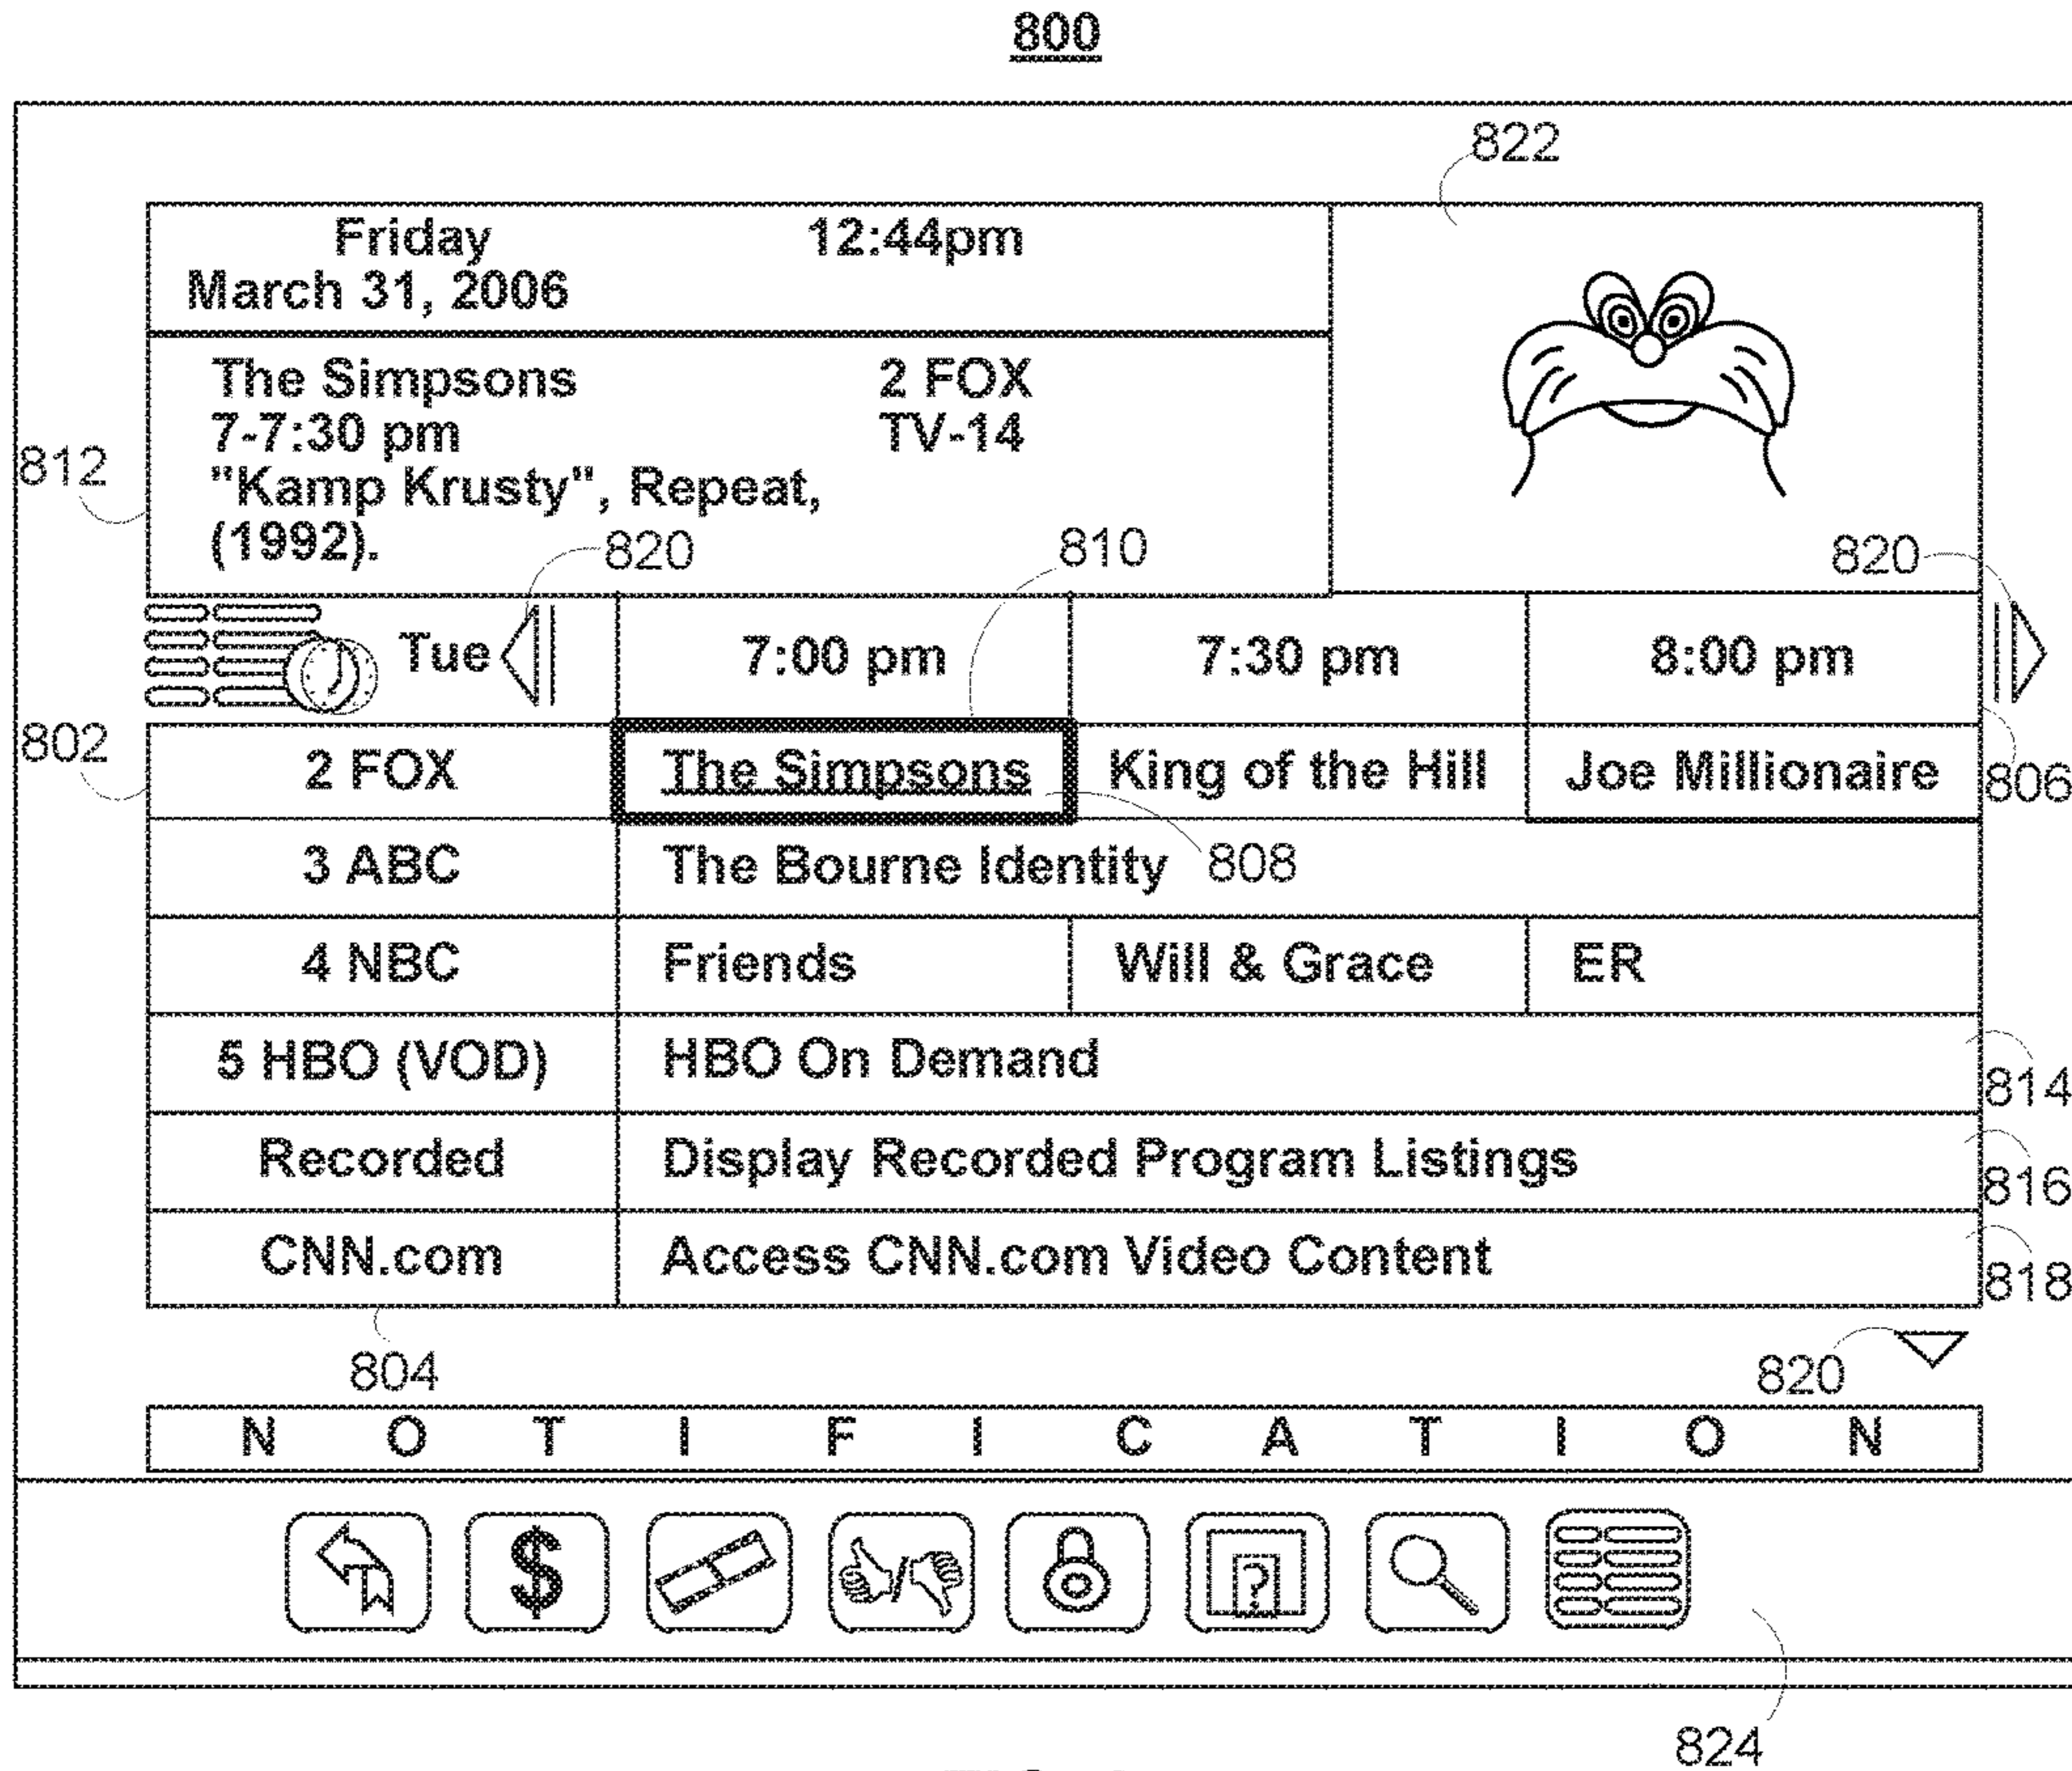 800
822
Friday 12:44pm
March 31, 2006
The Simpsons 2 FOX
7-7:30 pm TV-14
812
"Kamp Krusty", Repeat,
(1992).
820 810 820
Tue 7:00 pm 7:30 pm 8:00 pm
802
2 FOX The Simpsons King of the Hill Joe Millionaire
806
3 ABC The Bourne Identity 808
4 NBC Friends Will & Grace ER
5 HBO (VOD) HBO On Demand
814
Recorded Display Recorded Program Listings
816
CNN.com Access CNN.com Video Content
818
804 820
N O T I F I C A T I O N
$ / ?
824